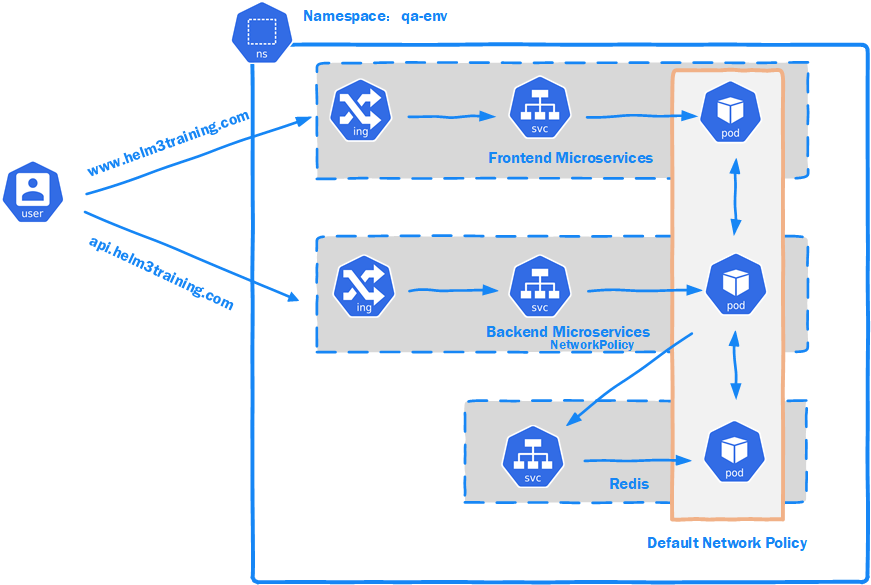 Namespace：qa-env
ns
www.helm3training.com
ing
svc
pod
Frontend Microservices
user
api.helm3training.com
ing
svc
pod
Backend Microservices
NetworkPolicy
svc
pod
Redis
Default Network Policy